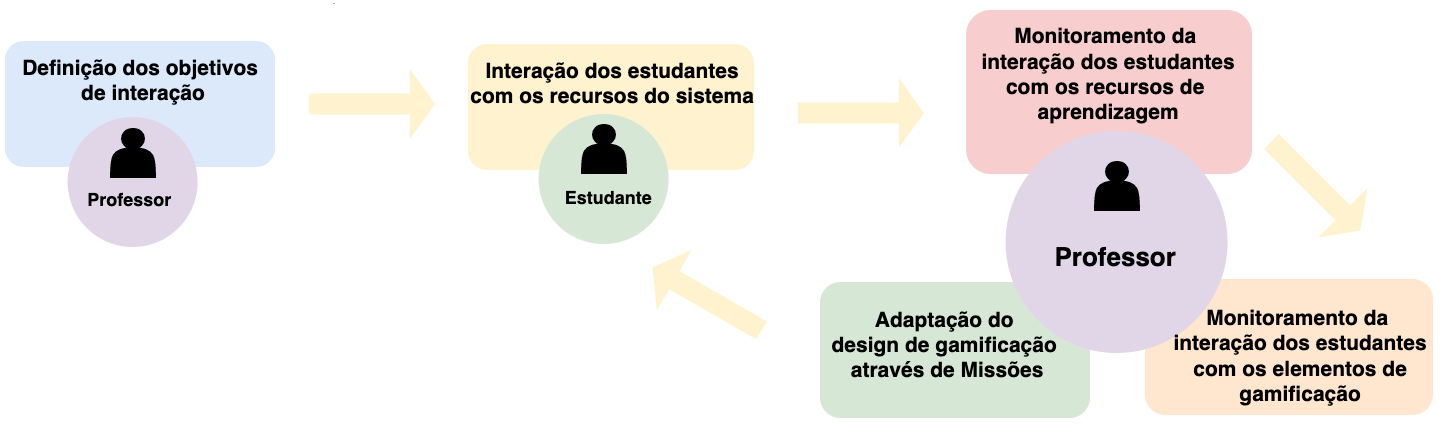 Definição dos objetivos
de interação
Professor
Interação dos estudantes
com os recursos do sistema
Estudante
Monitoramento da
interação dos estudantes
com os recursos de
aprendizagem
Professor
Monitoramento da
interação dos estudantes
com os elementos de
gamificação
Adaptação do
design de gamificação
através de Missões